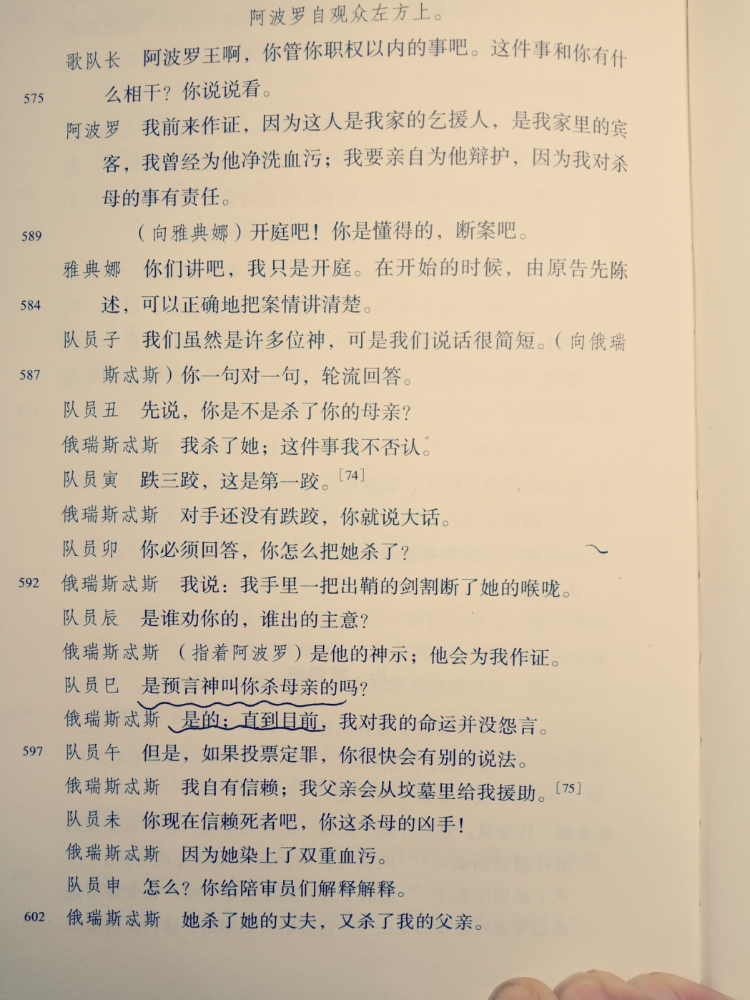 阿波罗自观众左方上。
歌队长 阿波罗王啊，你管你职权以内的事吧。这件事和你有什
575 么相干？你说说看。
阿波罗 我前来作证，因为这人是我家的乞援人，是我家里的宾
客，我曾经为他净洗血污；我要亲自为他辩护，因为我对杀
母的事有责任。
589 （向雅典娜）开庭吧！你是懂得的，断案吧。
雅典娜 你们讲吧，我只是开庭。在开始的时候，由原告先陈
584 述，可以正确地把案情讲清楚。
队员子 我们虽然是许多位神，可是我们说话很简短。（向俄瑞
587 斯忒斯）你一句对一句，轮流回答。
队员丑 先说，你是不是杀了你的母亲？
俄瑞斯忒斯 我杀了她；这件事我不否认。
队员寅 跌三跤，这是第一跤。[74]
俄瑞斯忒斯 对手还没有跌跤，你就说大话。
队员卯 你必须回答，你怎么把她杀了？
592 俄瑞斯忒斯 我说：我手里一把出鞘的剑割断了她的喉咙。
队员辰 是谁劝你的，谁出的主意？
俄瑞斯忒斯 （指着阿波罗）是他的神示；他会为我作证。
队员巳 是预言神叫你杀母亲的吗？
俄瑞斯忒斯 是的；直到目前，我对我的命运并没怨言。
597 队员午 但是，如果投票定罪，你很快会有别的说法。
俄瑞斯忒斯 我自有信赖；我父亲会从坟墓里给我援助。[75]
队员未 你现在信赖死者吧，你这杀母的凶手！
俄瑞斯忒斯 因为她染上了双重血污。
队员申 怎么？你给陪审员们解释解释。
602 俄瑞斯忒斯 她杀了她的丈夫，又杀了我的父亲。